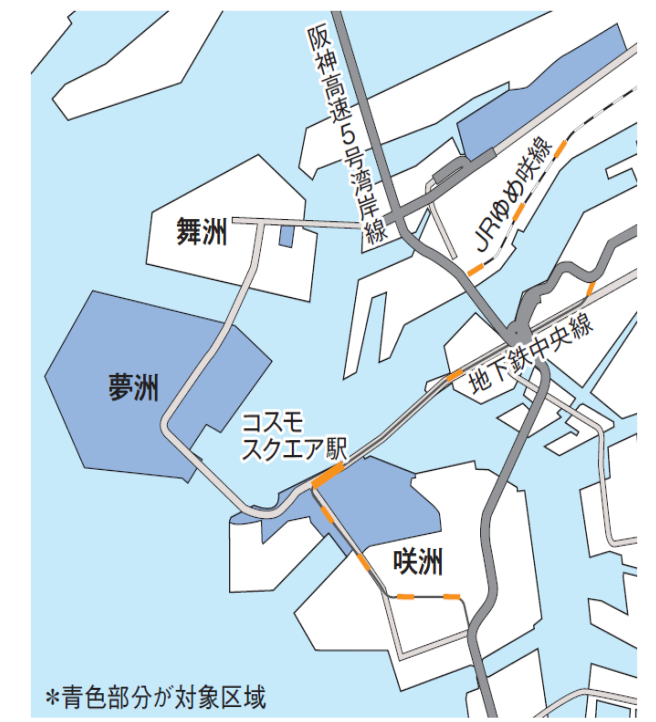 阪神高速5号湾岸線
JRゆめ咲線
舞洲
夢洲
地下鉄中央線
コスモ
スクエア駅
咲洲
*青色部分が対象区域